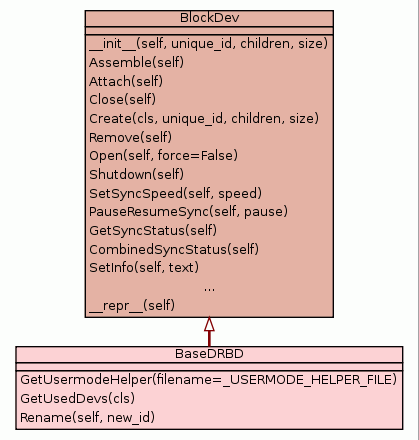 BlockDev
__init__(self, unique_id, children, size)
Assemble(self)
Attach(self)
Close(self)
Create(cls, unique_id, children, size)
Remove(self)
Open(self, force=False)
Shutdown(self)
SetSyncSpeed(self, speed)
PauseResumeSync(self, pause)
GetSyncStatus(self)
CombinedSyncStatus(self)
SetInfo(self, text)
...
__repr__(self)
BaseDRBD
GetUsermodeHelper(filename=_USERMODE_HELPER_FILE)
GetUsedDevs(cls)
Rename(self, new_id)